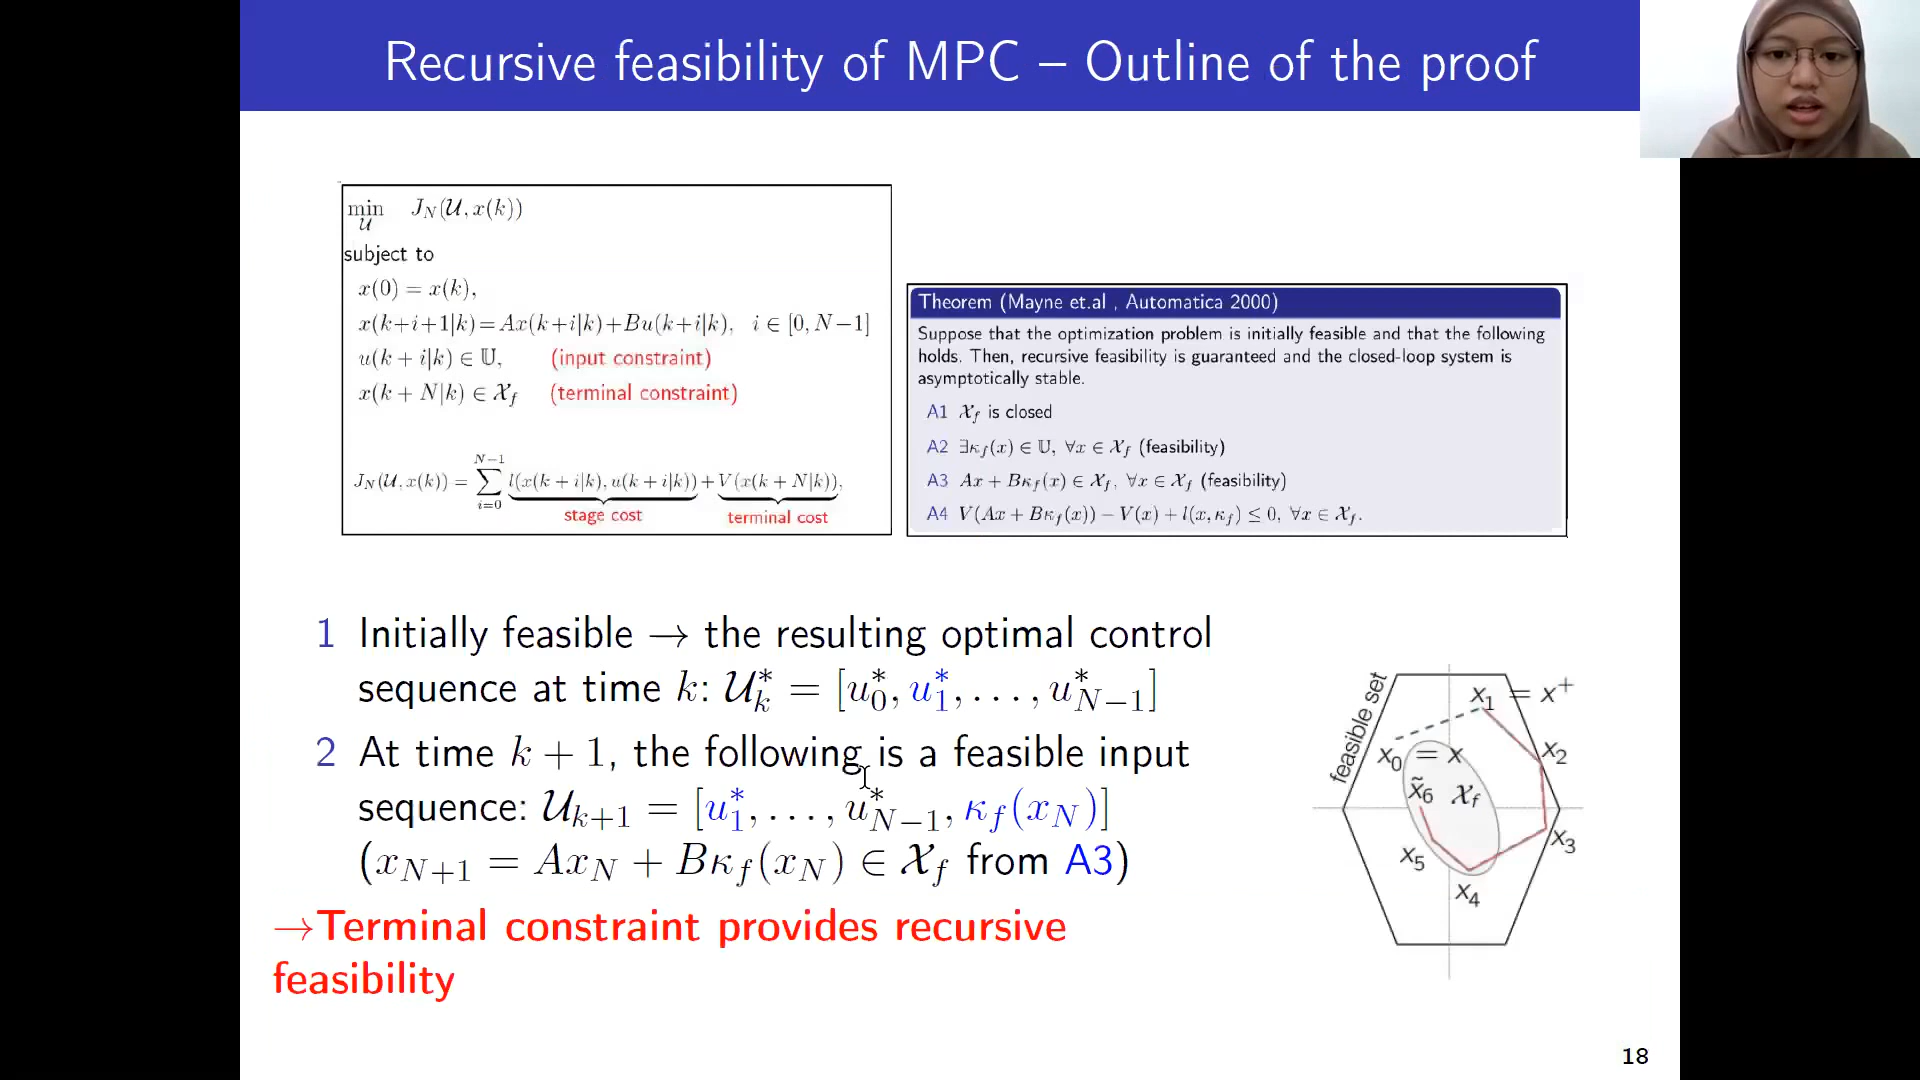 Recursive feasibility of MPC – Outline of the proof
min J_N(𝒰, x(k))
𝒰
subject to
x(0) = x(k),
x(k+i+1|k) = Ax(k+i|k)+Bu(k+i|k), i ∈ [0, N−1]
u(k + i|k) ∈ 𝕌, (input constraint)
x(k + N|k) ∈ 𝒳_f (terminal constraint)
J_N(𝒰, x(k)) = ∑_{i=0}^{N−1} l(x(k+i|k), u(k+i|k)) + V(x(k+N|k)),
stage cost terminal cost
Theorem (Mayne et.al , Automatica 2000)
Suppose that the optimization problem is initially feasible and that the following
holds. Then, recursive feasibility is guaranteed and the closed-loop system is
asymptotically stable.
A1 𝒳_f is closed
A2 ∃κ_f(x) ∈ 𝕌, ∀x ∈ 𝒳_f (feasibility)
A3 Ax + Bκ_f(x) ∈ 𝒳_f, ∀x ∈ 𝒳_f (feasibility)
A4 V(Ax + Bκ_f(x)) − V(x) + l(x, κ_f) ≤ 0, ∀x ∈ 𝒳_f.
1 Initially feasible → the resulting optimal control
sequence at time k: 𝒰*_k = [u*_0, u*_1, . . . , u*_{N−1}]
2 At time k + 1, the following is a feasible input
sequence: 𝒰_{k+1} = [u*_1, . . . , u*_{N−1}, κ_f(x_N)]
(x_{N+1} = Ax_N + Bκ_f(x_N) ∈ 𝒳_f from A3)
→Terminal constraint provides recursive
feasibility
feasible set
x_1 = x^+
x_0 = x
x_2
x̃_6 𝒳_f
x_3
x_5
x_4
18